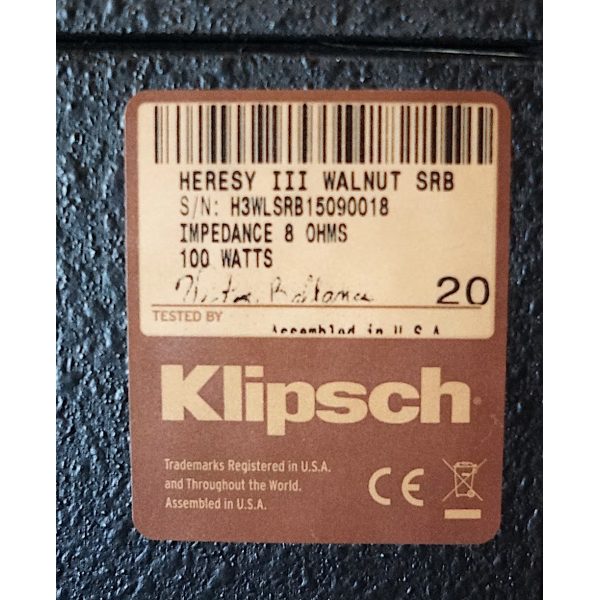 HERESY III WALNUT SRB
S/N: H3WLSRB15090018
IMPEDANCE 8 OHMS
100 WATTS
20
TESTED BY
Assembled in U.S.A.
Klipsch®
Trademarks Registered in U.S.A.
and Throughout the World.
Assembled in U.S.A.
CE